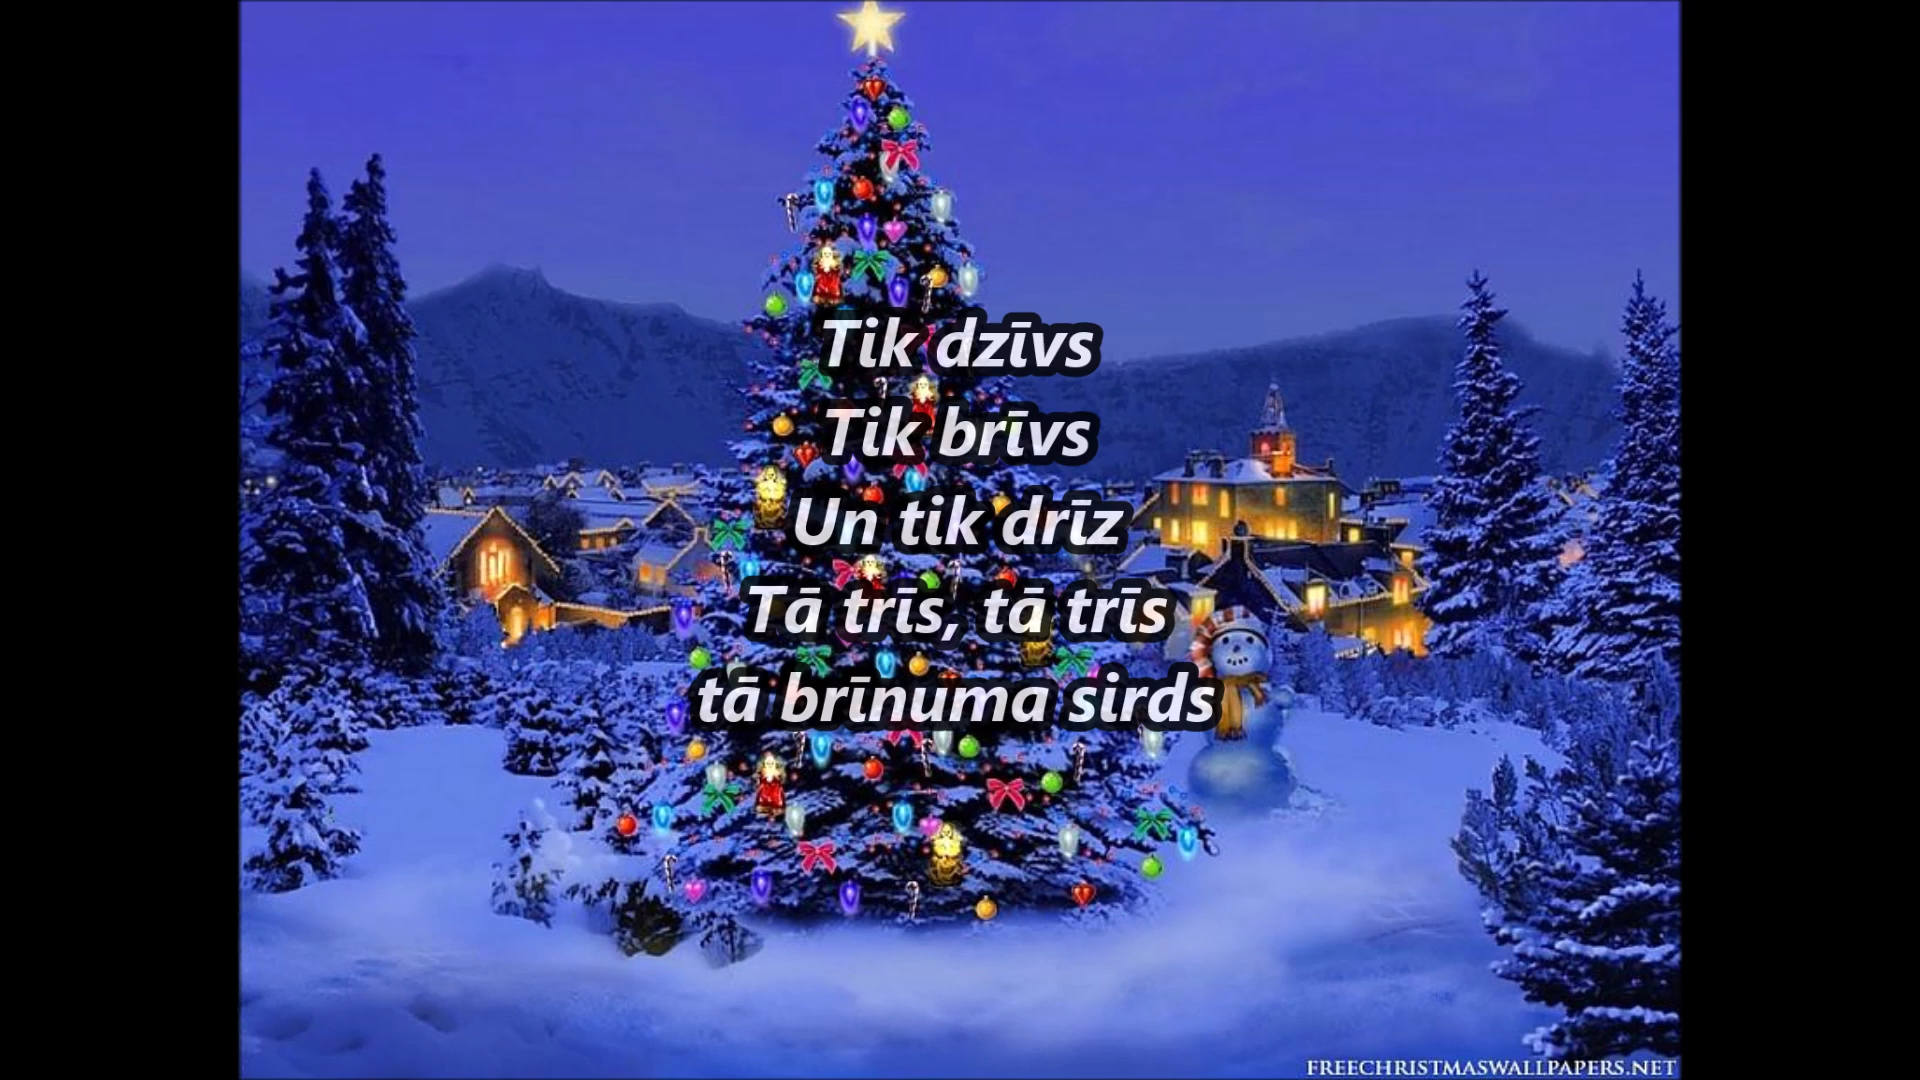 Tik dzīvs
Tik brīvs
Un tik drīz
Tā trīs, tā trīs
tā brīnuma sirds
FREECHRISTMASWALLPAPERS.NET